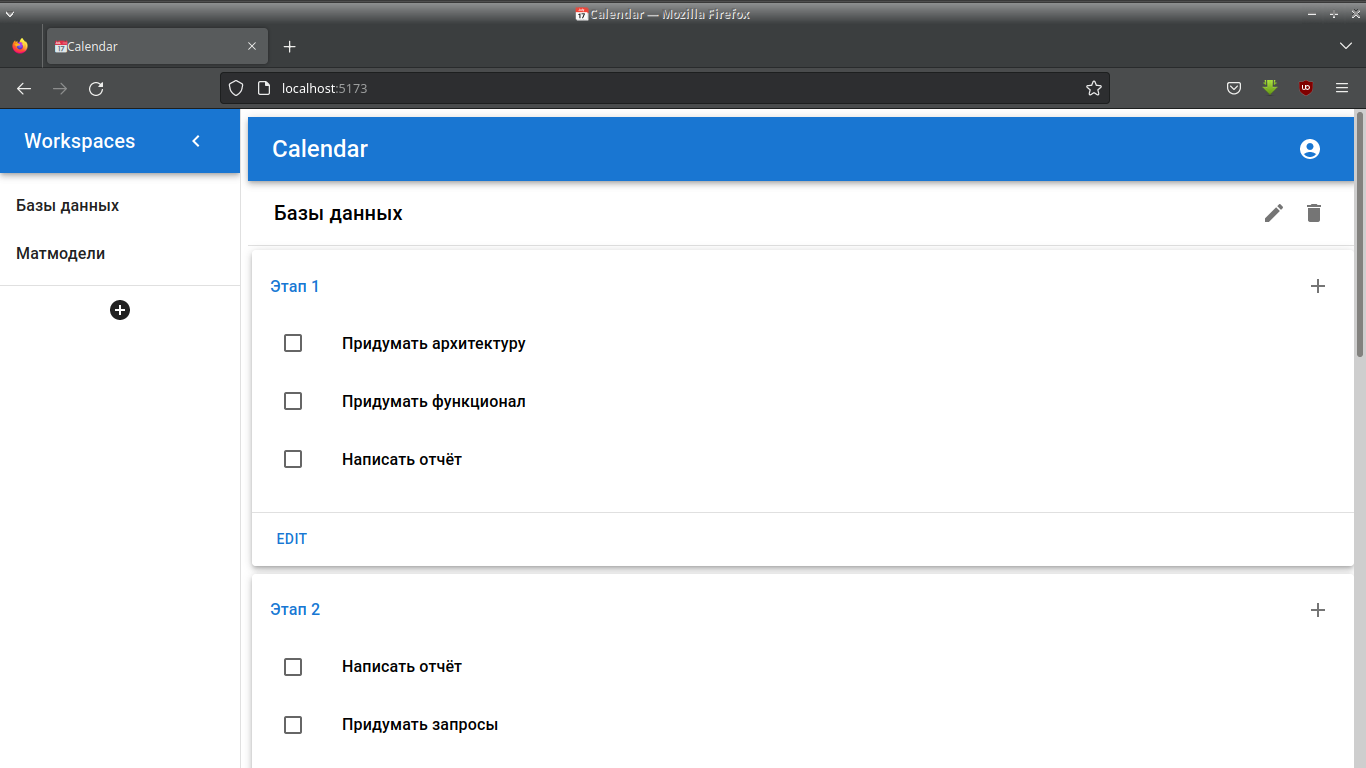 Calendar — Mozilla Firefox
Calendar
localhost:5173
Workspaces
Базы данных
Матмодели
Calendar
Базы данных
Этап 1
Придумать архитектуру
Придумать функционал
Написать отчёт
EDIT
Этап 2
Написать отчёт
Придумать запросы